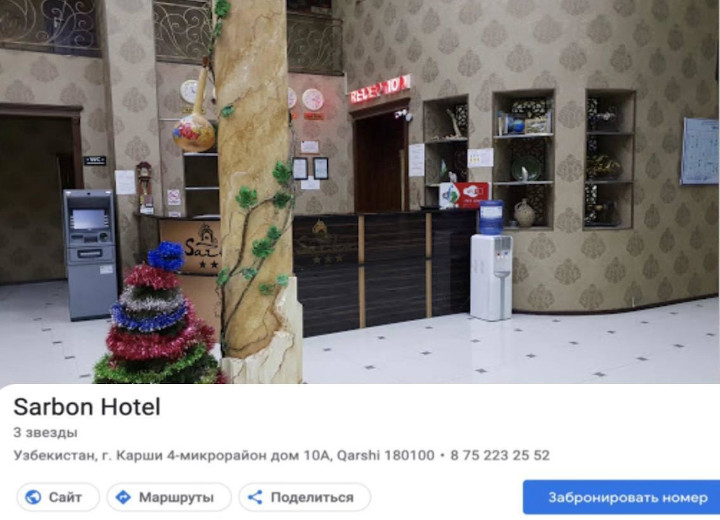 RECEPTION
WC
Sarbon Hotel
3 звезды
Узбекистан, г. Карши 4-микрорайон дом 10А, Qarshi 180100 • 8 75 223 25 52
Сайт
Маршруты
Поделиться
Забронировать номер